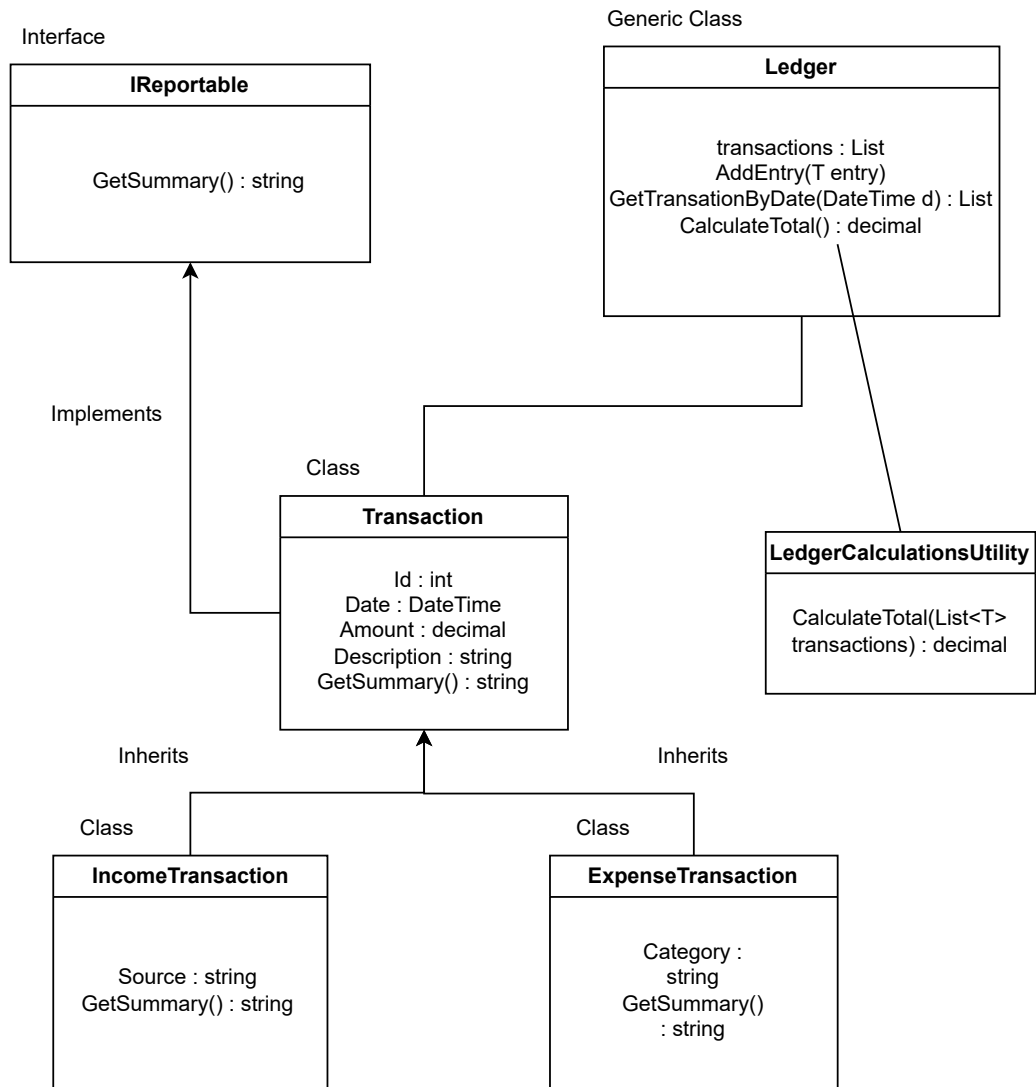 Interface
IReportable
GetSummary() : string
Generic Class
Ledger
transactions : List
AddEntry(T entry)
GetTransationByDate(DateTime d) : List
CalculateTotal() : decimal
Implements
Class
Transaction
Id : int
Date : DateTime
Amount : decimal
Description : string
GetSummary() : string
LedgerCalculationsUtility
CalculateTotal(List<T>
transactions) : decimal
Inherits
Inherits
Class
IncomeTransaction
Source : string
GetSummary() : string
Class
ExpenseTransaction
Category :
string
GetSummary()
: string